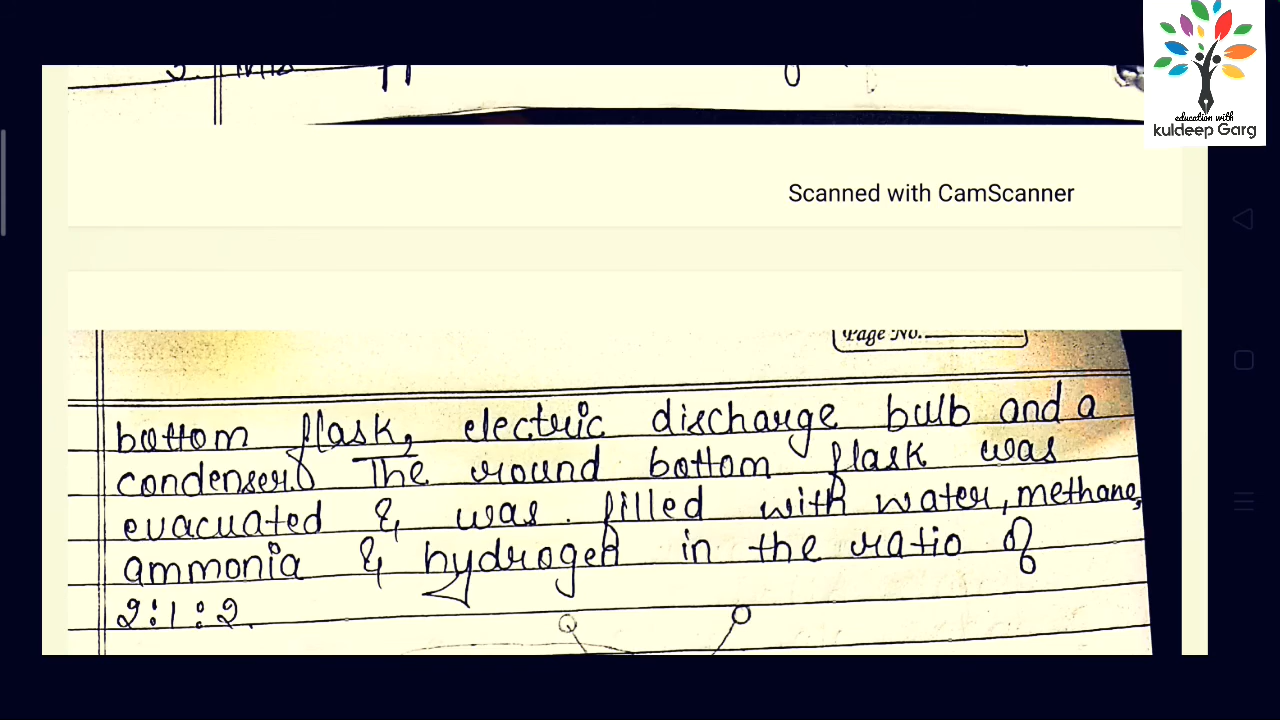 education with
kuldeep Garg
Scanned with CamScanner
Page No.
bottom flask, electric discharge bulb and a
condenser. The round bottom flask was
evacuated & was filled with water, methane,
ammonia & hydrogen in the ratio of
2:1:2.